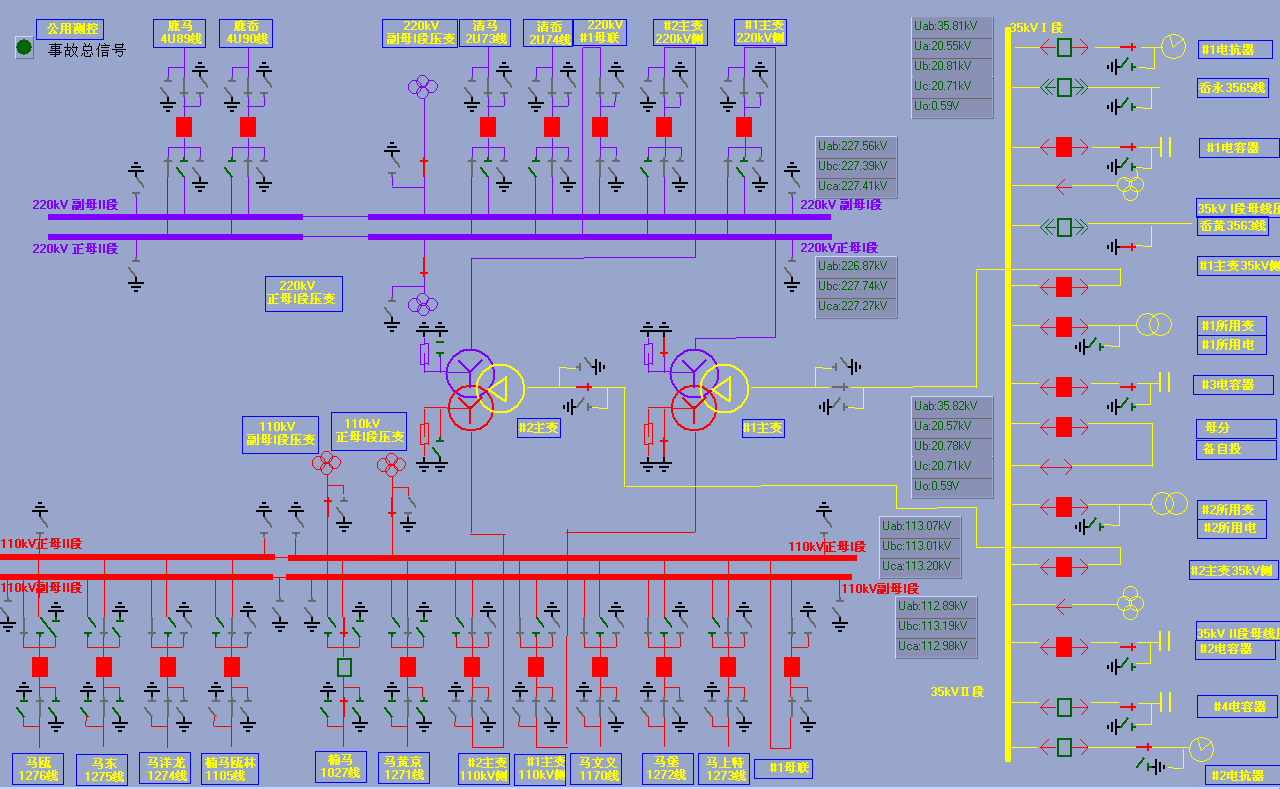 公用测控
事故总信号
鹿马
4U89线
鹿岙
4U90线
220kV
副母I段压变
清马
2U73线
清岙
2U74线
220kV
#1母联
#2主变
220kV侧
#1主变
220kV侧
Uab:35.81kV
Ua:20.55kV
Ub:20.81kV
Uc:20.71kV
Uo:0.59V
35kV I 段
#1电抗器
岙永3565线
#1电容器
35kV I段母线压
岙黄3563线
#1主变35kV侧
#1所用变
#1所用电
#3电容器
母分
备自投
#2所用变
#2所用电
#2主变35kV侧
35kV II段母线压
#2电容器
#4电容器
#2电抗器
Uab:227.56kV
Ubc:227.39kV
Uca:227.41kV
220kV 副母II段
220kV 副母I段
220kV 正母II段
220kV正母I段
220kV
正母I段压变
Uab:226.87kV
Ubc:227.74kV
Uca:227.27kV
#2主变
#1主变
110kV
副母I段压变
110kV
正母I段压变
Uab:35.82kV
Ua:20.57kV
Ub:20.78kV
Uc:20.71kV
Uo:0.59V
Uab:113.07kV
Ubc:113.01kV
Uca:113.20kV
110kV正母II段
110kV正母I段
110kV副母II段
110kV副母I段
Uab:112.89kV
Ubc:113.19kV
Uca:112.98kV
35kV II 段
马瓯
1276线
马东
1275线
马洋龙
1274线
楠马瓯林
1105线
楠马
1027线
马黄京
1271线
#2主变
110kV侧
#1主变
110kV侧
马文义
1170线
马堡
1272线
马上特
1273线
#1母联